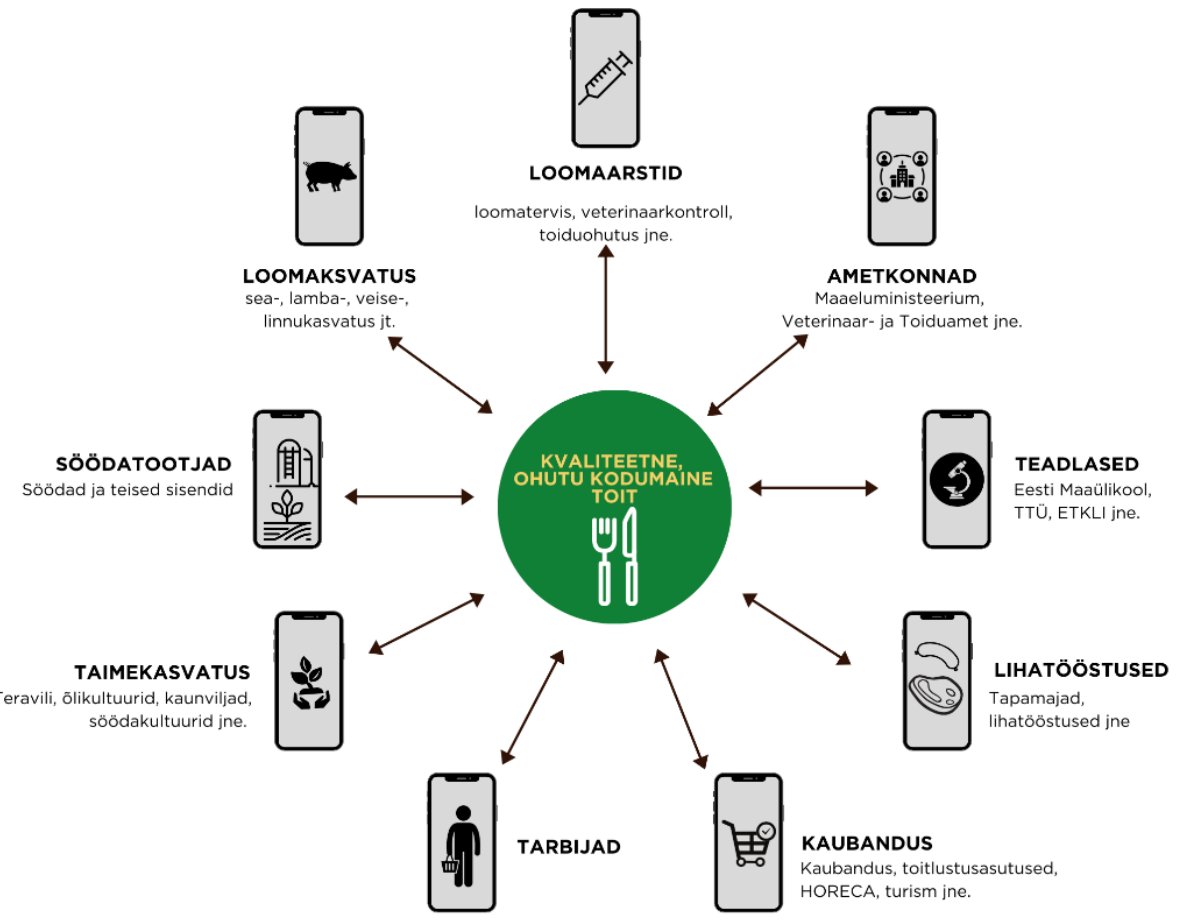 LOOMAARSTID
loomatervis, veterinaarkontroll,
toiduohutus jne.
LOOMAKSVATUS
sea-, lamba-, veise-,
linnukasvatus jt.
AMETKONNAD
Maaeluministeerium,
Veterinaar- ja Toiduamet jne.
KVALITEETNE,
OHUTU KODUMAINE
TOIT
SÖÖDATOOTJAD
Söödad ja teised sisendid
TEADLASED
Eesti Maaülikool,
TTÜ, ETKLI jne.
TAIMEKASVATUS
Teravili, õlikultuurid, kaunviljad,
söödakultuurid jne.
LIHATÖÖSTUSED
Tapamajad,
lihatööstused jne
TARBIJAD
KAUBANDUS
Kaubandus, toitlustusasutused,
HORECA, turism jne.